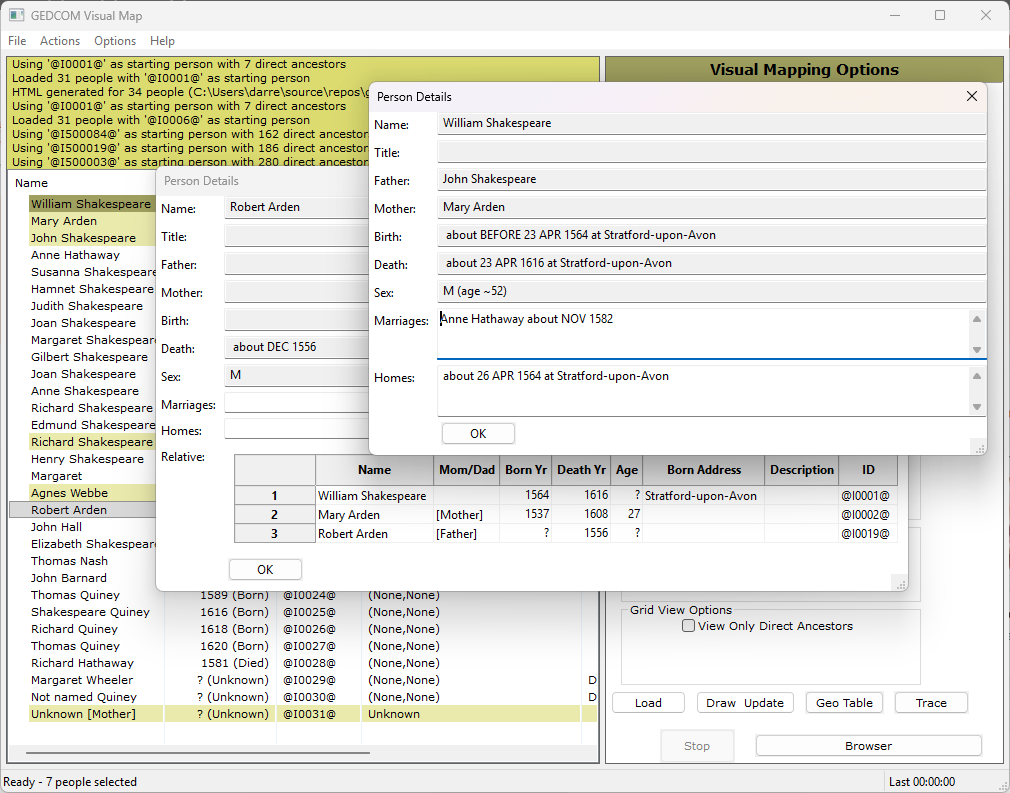 GEDCOM Visual Map
File Actions Options Help
Using '@I0001@' as starting person with 7 direct ancestors
Loaded 31 people with '@I0001@' as starting person
HTML generated for 34 people (C:\Users\darre\source\repos\g
Using '@I0001@' as starting person with 7 direct ancestors
Loaded 31 people with '@I0006@' as starting person
Using '@I500084@' as starting person with 162 direct ancestor
Using '@I500019@' as starting person with 186 direct ancestor
Using '@I500003@' as starting person with 280 direct ancestor
Visual Mapping Options
Person Details
Name: William Shakespeare
Title:
Father: John Shakespeare
Mother: Mary Arden
Birth: about BEFORE 23 APR 1564 at Stratford-upon-Avon
Death: about 23 APR 1616 at Stratford-upon-Avon
Sex: M (age ~52)
Marriages: Anne Hathaway about NOV 1582
Homes: about 26 APR 1564 at Stratford-upon-Avon
OK
Person Details
Name: Robert Arden
Title:
Father:
Mother:
Birth:
Death: about DEC 1556
Sex: M
Marriages:
Homes:
Relative:
Name Mom/Dad Born Yr Death Yr Age Born Address Description ID
1 William Shakespeare 1564 1616 ? Stratford-upon-Avon @I0001@
2 Mary Arden [Mother] 1537 1608 27 @I0002@
3 Robert Arden [Father] ? 1556 ? @I0019@
OK
Name
William Shakespeare
Mary Arden
John Shakespeare
Anne Hathaway
Susanna Shakespeare
Hamnet Shakespeare
Judith Shakespeare
Joan Shakespeare
Margaret Shakespeare
Gilbert Shakespeare
Joan Shakespeare
Anne Shakespeare
Richard Shakespeare
Edmund Shakespeare
Richard Shakespeare
Henry Shakespeare
Margaret
Agnes Webbe
Robert Arden
John Hall
Elizabeth Shakespeare
Thomas Nash
John Barnard
Thomas Quiney 1589 (Born) @I0024@ (None,None)
Shakespeare Quiney 1616 (Born) @I0025@ (None,None)
Richard Quiney 1618 (Born) @I0026@ (None,None)
Thomas Quiney 1620 (Born) @I0027@ (None,None)
Richard Hathaway 1581 (Died) @I0028@ (None,None)
Margaret Wheeler ? (Unknown) @I0029@ (None,None) D
Not named Quiney ? (Unknown) @I0030@ (None,None) D
Unknown [Mother] ? (Unknown) @I0031@ Unknown
Grid View Options
View Only Direct Ancestors
Load Draw Update Geo Table Trace
Stop Browser
Ready - 7 people selected Last 00:00:00